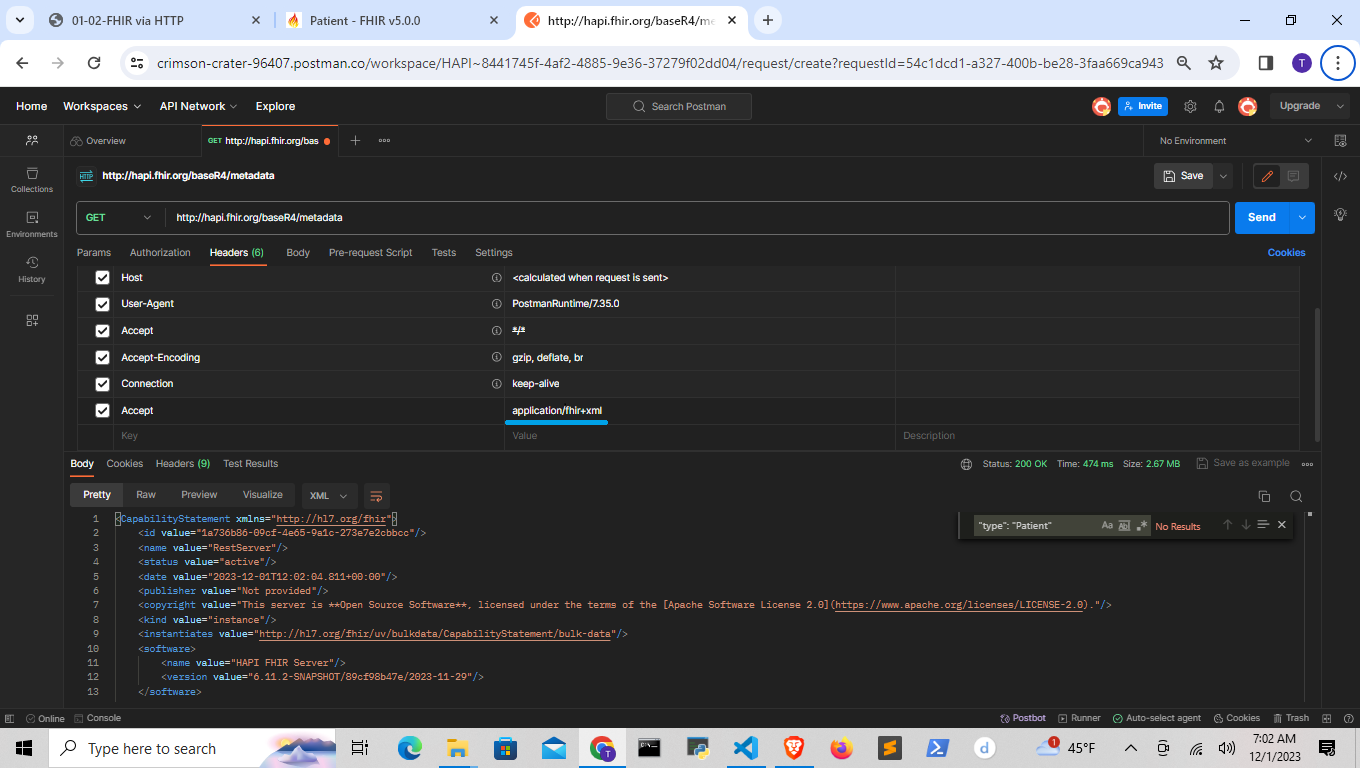 01-02-FHIR via HTTP
Patient - FHIR v5.0.0
http://hapi.fhir.org/baseR4/me
crimson-crater-96407.postman.co/workspace/HAPI~8441745f-4af2-4885-9e36-37279f02dd04/request/create?requestId=54c1dcd1-a327-400b-be28-3faa669ca943
T
Home Workspaces API Network Explore
Search Postman
Invite
Upgrade
Overview
GET http://hapi.fhir.org/bas
No Environment
HTTP http://hapi.fhir.org/baseR4/metadata
Save
Collections
Environments
History
GET http://hapi.fhir.org/baseR4/metadata
Send
Params Authorization Headers (6) Body Pre-request Script Tests Settings
Cookies
Host <calculated when request is sent>
User-Agent PostmanRuntime/7.35.0
Accept */*
Accept-Encoding gzip, deflate, br
Connection keep-alive
Accept application/fhir+xml
Key Value Description
Body Cookies Headers (9) Test Results
Status: 200 OK Time: 474 ms Size: 2.67 MB Save as example
Pretty Raw Preview Visualize XML
"type": "Patient" Aa ab .* No Results
1 <CapabilityStatement xmlns="http://hl7.org/fhir">
2 <id value="1a736b86-09cf-4e65-9a1c-273e7e2cbbcc"/>
3 <name value="RestServer"/>
4 <status value="active"/>
5 <date value="2023-12-01T12:02:04.811+00:00"/>
6 <publisher value="Not provided"/>
7 <copyright value="This server is **Open Source Software**, licensed under the terms of the [Apache Software License 2.0](https://www.apache.org/licenses/LICENSE-2.0)."/>
8 <kind value="instance"/>
9 <instantiates value="http://hl7.org/fhir/uv/bulkdata/CapabilityStatement/bulk-data"/>
10 <software>
11 <name value="HAPI FHIR Server"/>
12 <version value="6.11.2-SNAPSHOT/89cf98b47e/2023-11-29"/>
13 </software>
Online Console
Postbot Runner Auto-select agent Cookies Trash
Type here to search
T
d
1
45°F
7:02 AM
12/1/2023